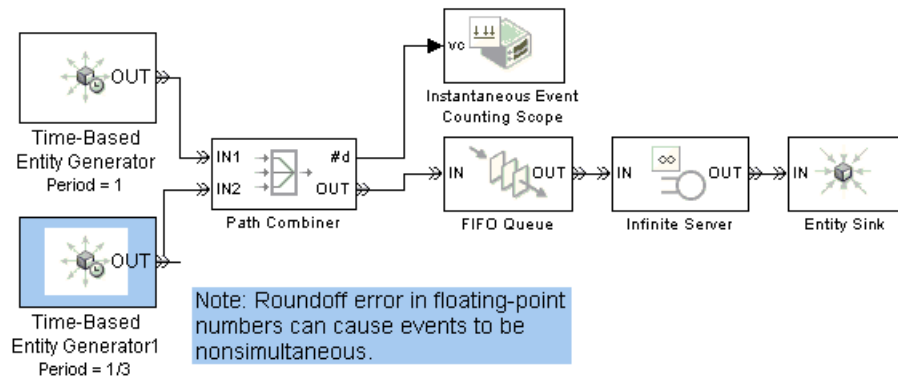 OUT
Time-Based
Entity Generator
Period = 1
OUT
Time-Based
Entity Generator1
Period = 1/3
IN1
IN2
#d
OUT
Path Combiner
vc
Instantaneous Event
Counting Scope
IN
OUT
FIFO Queue
∞
IN
OUT
Infinite Server
IN
Entity Sink
Note: Roundoff error in floating-point
numbers can cause events to be
nonsimultaneous.